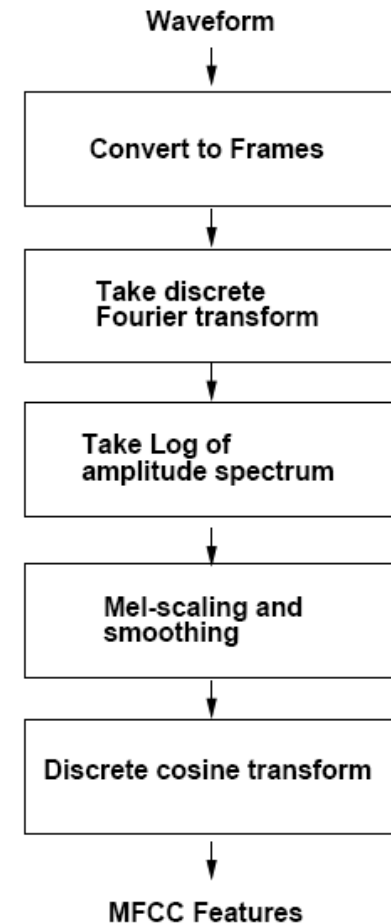 Waveform
Convert to Frames
Take discrete
Fourier transform
Take Log of
amplitude spectrum
Mel-scaling and
smoothing
Discrete cosine transform
MFCC Features